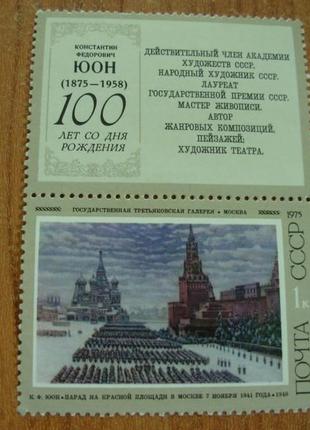 КОНСТАНТИН
ФЕДОРОВИЧ
ЮОН
(1875-1958)
100
ЛЕТ СО ДНЯ
РОЖДЕНИЯ
ДЕЙСТВИТЕЛЬНЫЙ ЧЛЕН АКАДЕМИИ
ХУДОЖЕСТВ СССР.
НАРОДНЫЙ ХУДОЖНИК СССР.
ЛАУРЕАТ
ГОСУДАРСТВЕННОЙ ПРЕМИИ СССР.
МАСТЕР ЖИВОПИСИ.
АВТОР
ЖАНРОВЫХ КОМПОЗИЦИЙ,
ПЕЙЗАЖЕЙ;
ХУДОЖНИК ТЕАТРА.
ГОСУДАРСТВЕННАЯ ТРЕТЬЯКОВСКАЯ ГАЛЕРЕЯ • МОСКВА
1975
1к
ПОЧТА СССР
К. Ф. ЮОН • ПАРАД НА КРАСНОЙ ПЛОЩАДИ В МОСКВЕ 7 НОЯБРЯ 1941 ГОДА • 1949